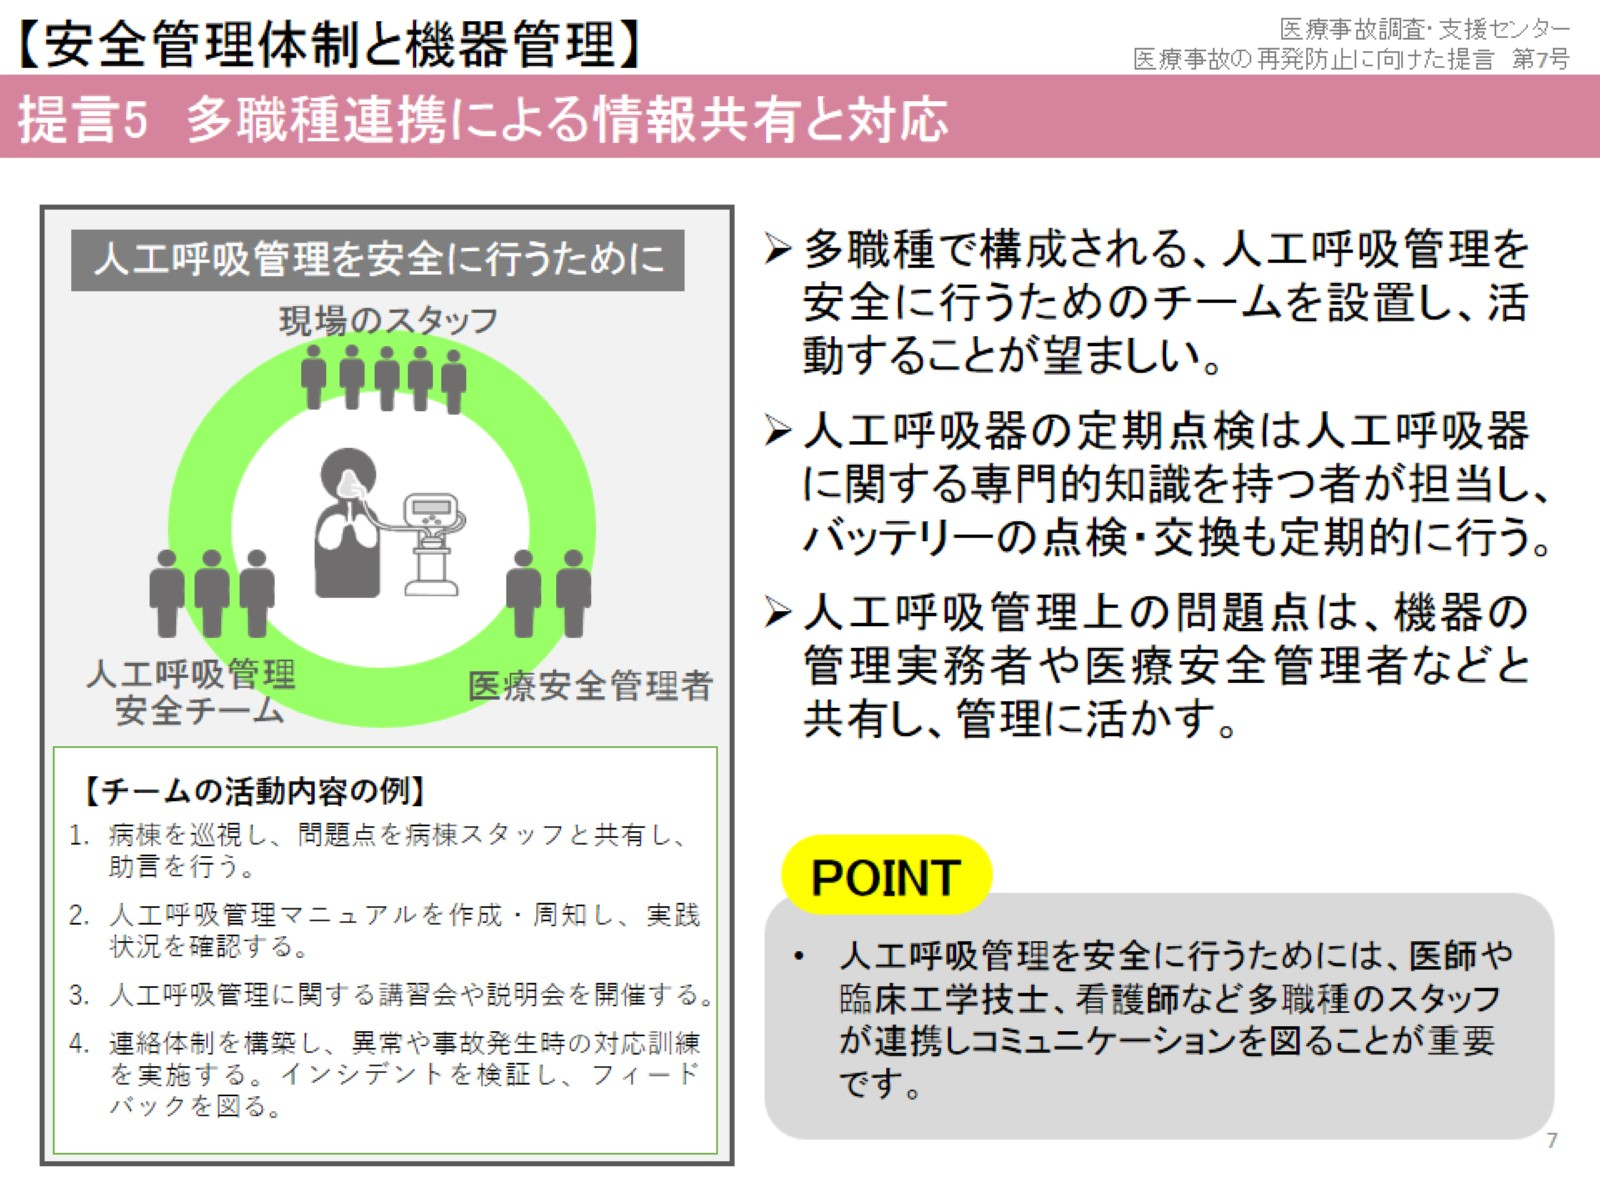 【安全管理体制と機器管理】
医療事故調査・支援センター
医療事故の再発防止に向けた提言　第7号
提言5　多職種連携による情報共有と対応
人工呼吸管理を安全に行うために
現場のスタッフ
人工呼吸管理
安全チーム
医療安全管理者
【チームの活動内容の例】
1. 病棟を巡視し、問題点を病棟スタッフと共有し、
助言を行う。
2. 人工呼吸管理マニュアルを作成・周知し、実践
状況を確認する。
3. 人工呼吸管理に関する講習会や説明会を開催する。
4. 連絡体制を構築し、異常や事故発生時の対応訓練
を実施する。インシデントを検証し、フィード
バックを図る。
➢ 多職種で構成される、人工呼吸管理を
安全に行うためのチームを設置し、活
動することが望ましい。
➢ 人工呼吸器の定期点検は人工呼吸器
に関する専門的知識を持つ者が担当し、
バッテリーの点検・交換も定期的に行う。
➢ 人工呼吸管理上の問題点は、機器の
管理実務者や医療安全管理者などと
共有し、管理に活かす。
POINT
• 人工呼吸管理を安全に行うためには、医師や
臨床工学技士、看護師など多職種のスタッフ
が連携しコミュニケーションを図ることが重要
です。
7